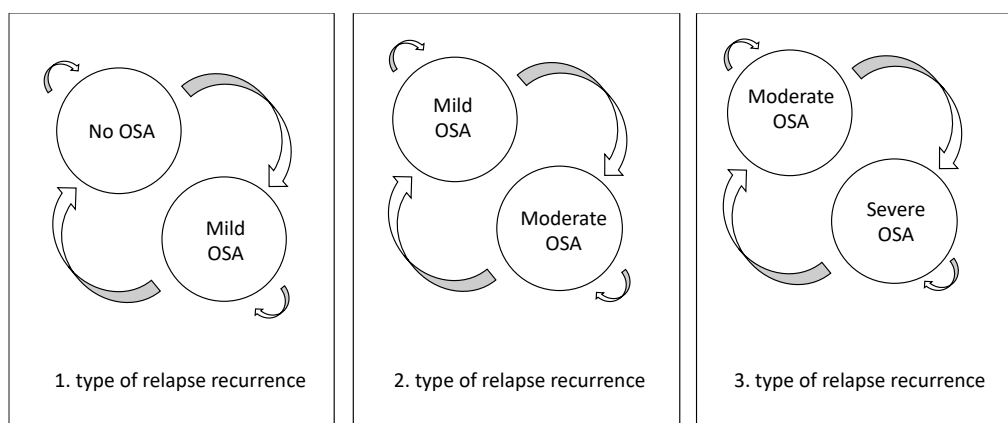 No OSA
Mild
OSA
1. type of relapse recurrence
Mild
OSA
Moderate
OSA
2. type of relapse recurrence
Moderate
OSA
Severe
OSA
3. type of relapse recurrence